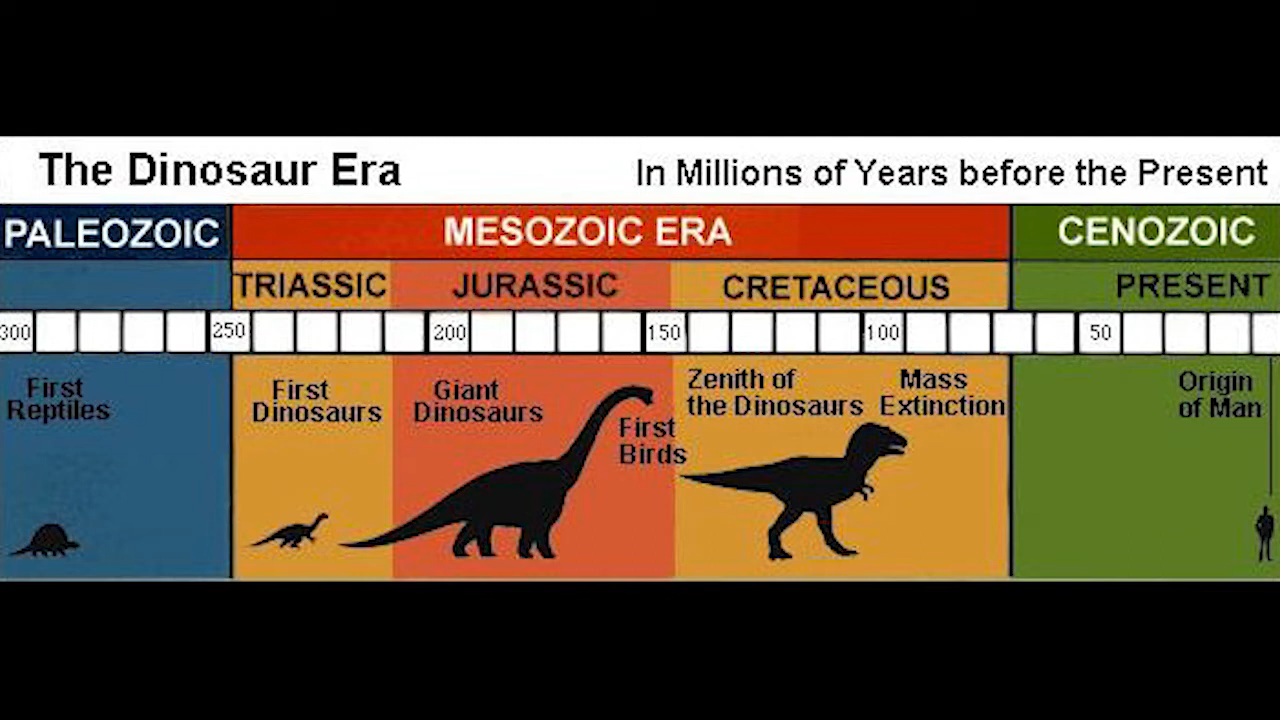 The Dinosaur Era
In Millions of Years before the Present
PALEOZOIC
MESOZOIC ERA
CENOZOIC
TRIASSIC
JURASSIC
CRETACEOUS
PRESENT
300
250
200
150
100
50
First
Reptiles
First
Dinosaurs
Giant
Dinosaurs
First
Birds
Zenith of
the Dinosaurs
Mass
Extinction
Origin
of Man